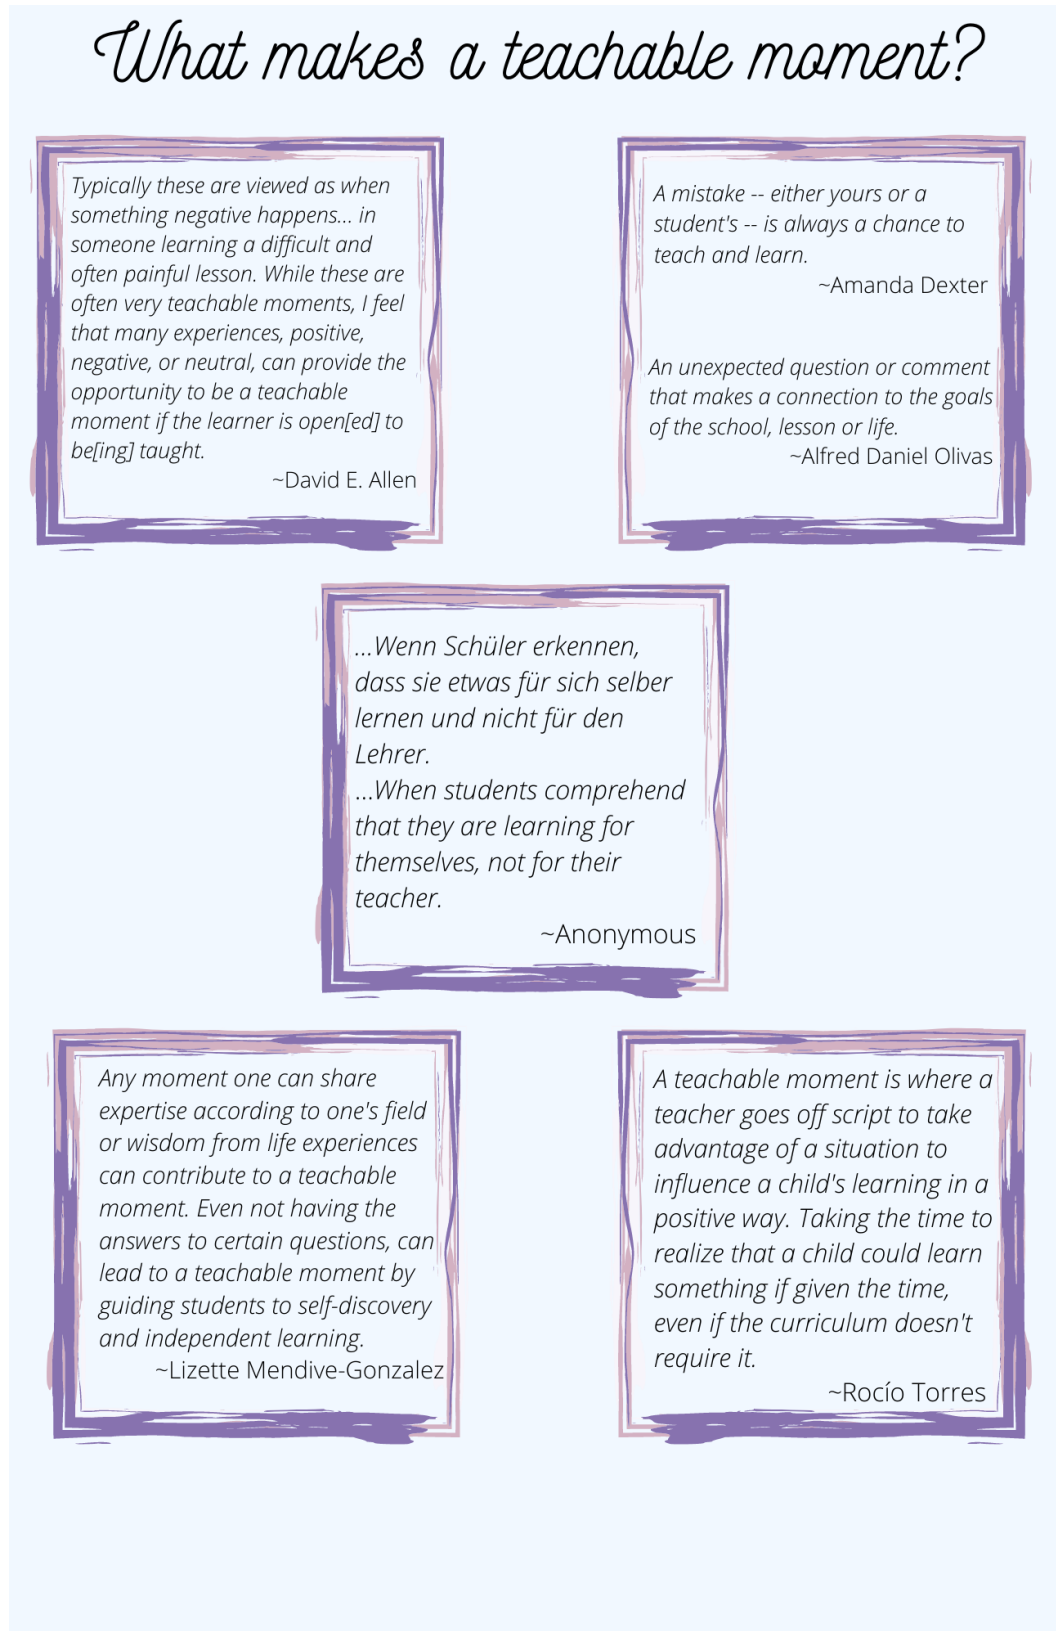 What makes a teachable moment?
Typically these are viewed as when
something negative happens... in
someone learning a difficult and
often painful lesson. While these are
often very teachable moments, I feel
that many experiences, positive,
negative, or neutral, can provide the
opportunity to be a teachable
moment if the learner is open[ed] to
be[ing] taught.
~David E. Allen
A mistake -- either yours or a
student's -- is always a chance to
teach and learn.
~Amanda Dexter
An unexpected question or comment
that makes a connection to the goals
of the school, lesson or life.
~Alfred Daniel Olivas
...Wenn Schüler erkennen,
dass sie etwas für sich selber
lernen und nicht für den
Lehrer.
...When students comprehend
that they are learning for
themselves, not for their
teacher.
~Anonymous
Any moment one can share
expertise according to one's field
or wisdom from life experiences
can contribute to a teachable
moment. Even not having the
answers to certain questions, can
lead to a teachable moment by
guiding students to self-discovery
and independent learning.
~Lizette Mendive-Gonzalez
A teachable moment is where a
teacher goes off script to take
advantage of a situation to
influence a child's learning in a
positive way. Taking the time to
realize that a child could learn
something if given the time,
even if the curriculum doesn't
require it.
~Rocío Torres